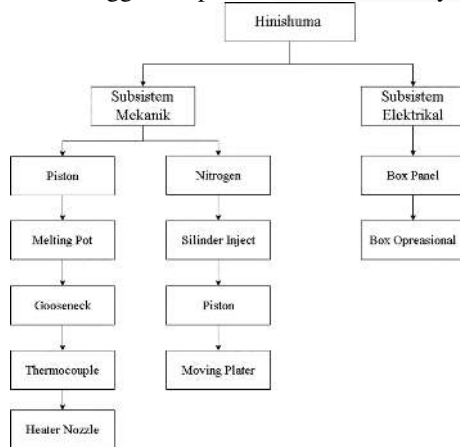 Hinishuma
Subsistem
Mekanik
Subsistem
Elektrikal
Piston
Nitrogen
Box Panel
Melting Pot
Silinder Inject
Box Opreasional
Gooseneck
Piston
Thermocouple
Moving Plater
Heater Nozzle